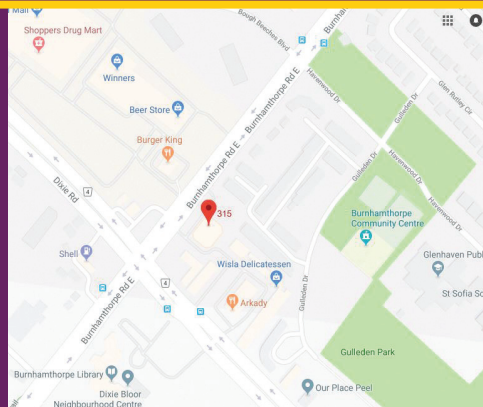 Mall
Shoppers Drug Mart
Winners
Beer Store
Burger King
Bough Beeches Blvd
Burnhamthorpe Rd E
Burnhamthorpe Rd E
Havenwood Dr
Glen Rutley Cir
Gulleden Dr
Gulleden Dr
Havenwood Dr
Havenwood Dr
Dixie Rd
4
315
Burnhamthorpe
Community Centre
Shell
4
Wisla Delicatessen
Glenhaven Publ
Arkady
St Sofia Sc
Burnhamthorpe Rd E
Gulleden Dr
Gulleden Park
Burnhamthorpe Library
Our Place Peel
Dixie Bloor
Neighbourhood Centre